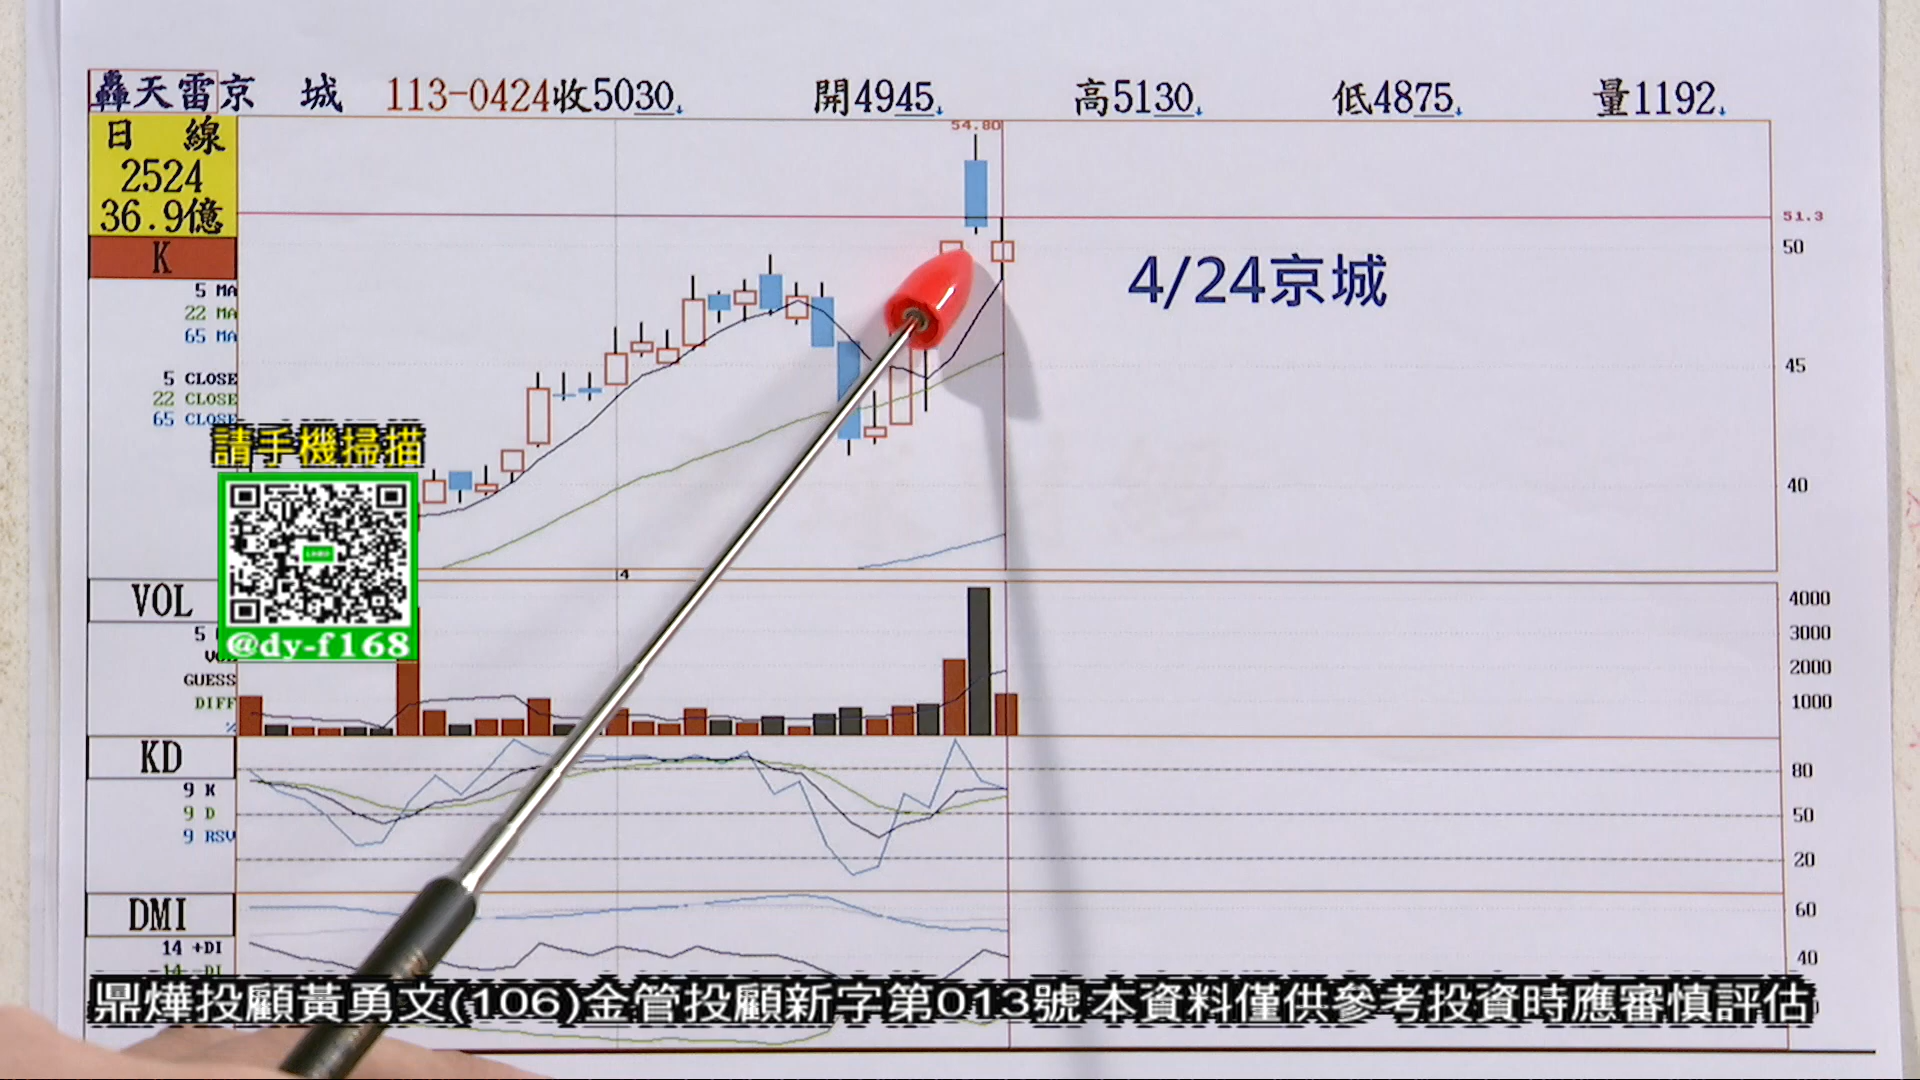 轟天雷京 城 113-0424收5030 開4945 高5130 低4875 量1192
日 線
2524
36.9億
K
5 MA
22 MA
65 MA
5 CLOSE
22 CLOSE
65 CLOSE
54.80
51.3
50
45
40
4/24京城
請手機掃描
@dy-f168
4
VOL
GUESS
DIFF
%
4000
3000
2000
1000
KD
9 K
9 D
9 RSV
80
50
20
DMI
14 +DI
14 -DI
60
40
鼎燁投顧黃勇文(106)金管投顧新字第013號 本資料僅供參考投資時應審慎評估